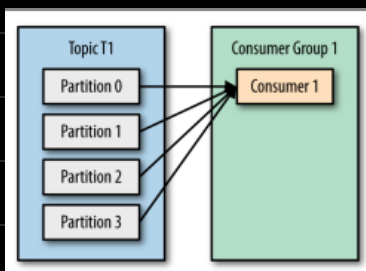 Topic T1
Partition 0
Partition 1
Partition 2
Partition 3
Consumer Group 1
Consumer 1